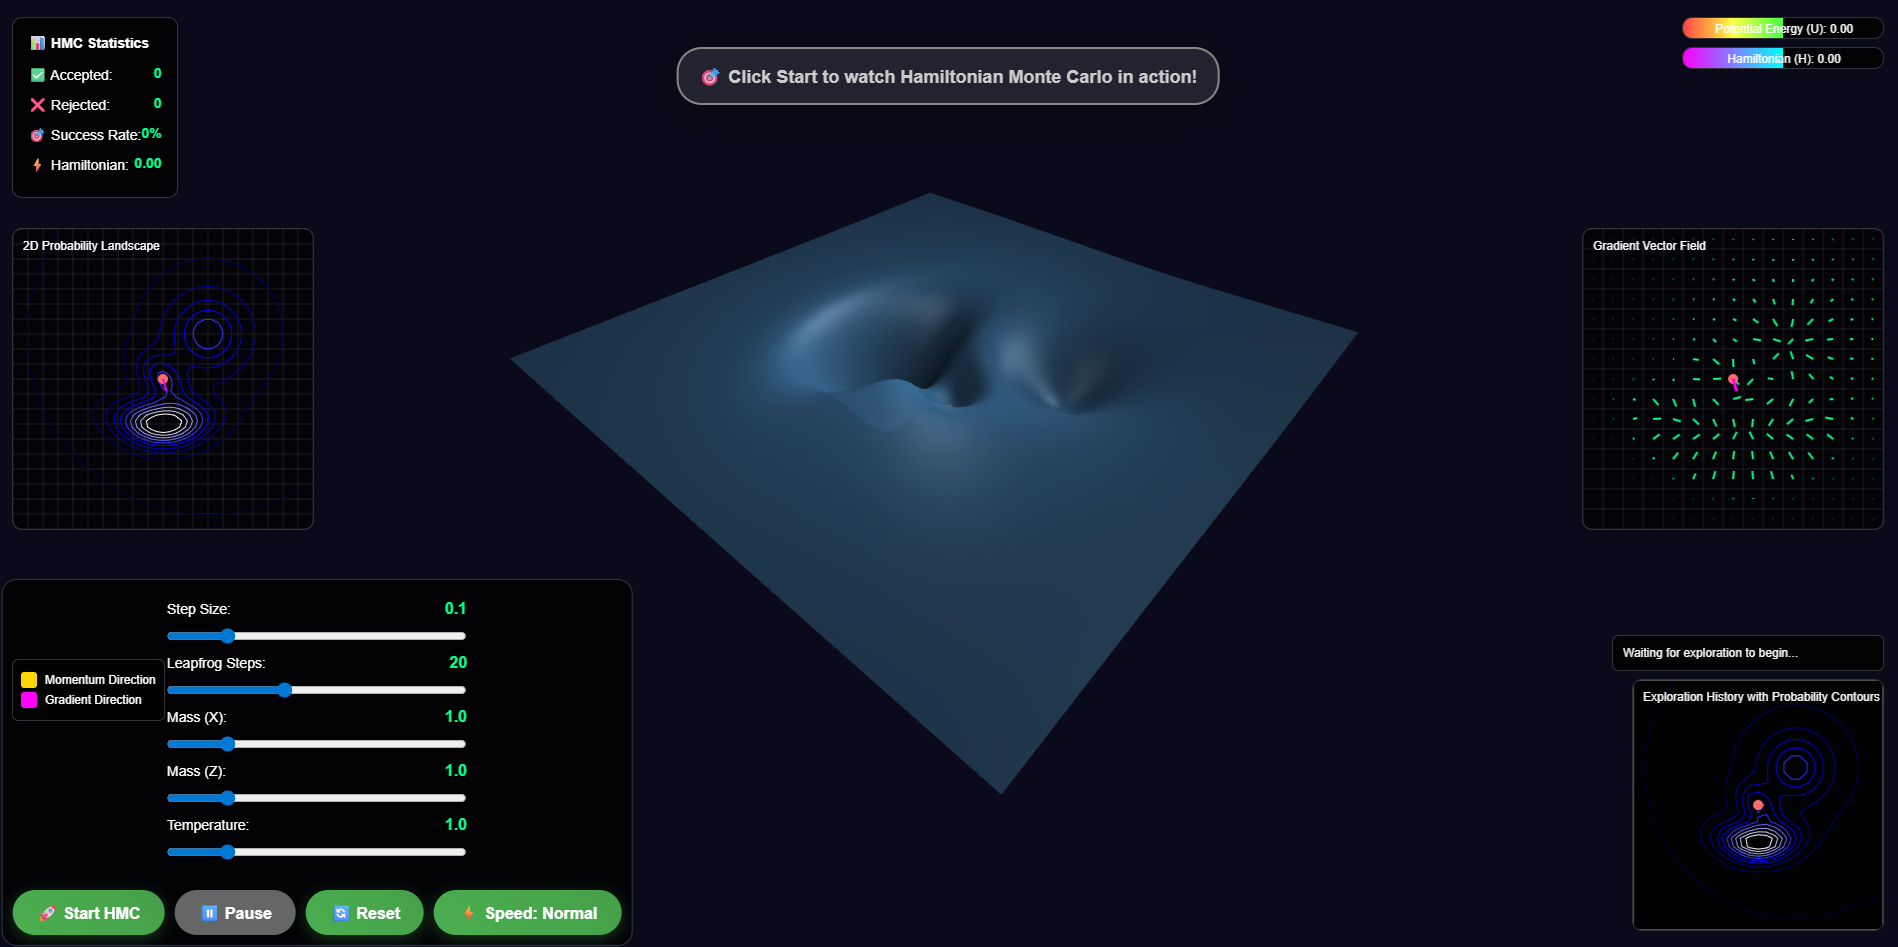 HMC Statistics
Accepted: 0
Rejected: 0
Success Rate:0%
Hamiltonian: 0.00
Click Start to watch Hamiltonian Monte Carlo in action!
Potential Energy (U): 0.00
Hamiltonian (H): 0.00
2D Probability Landscape
Gradient Vector Field
Step Size: 0.1
Leapfrog Steps: 20
Momentum Direction
Gradient Direction
Mass (X): 1.0
Mass (Z): 1.0
Temperature: 1.0
Start HMC
Pause
Reset
Speed: Normal
Waiting for exploration to begin...
Exploration History with Probability Contours